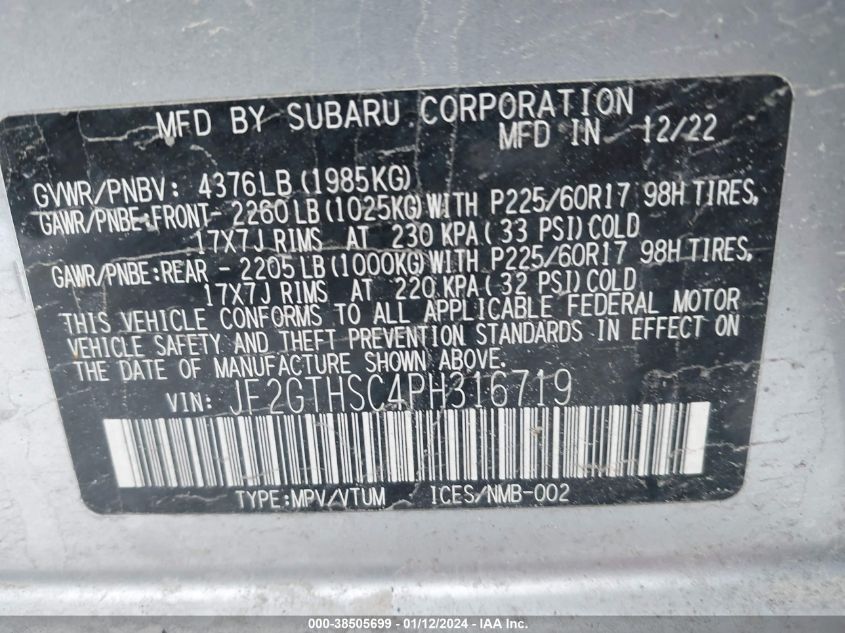 MFD BY SUBARU CORPORATION
MFD IN 12/22
GVWR/PNBV: 4376LB (1985KG)
GAWR/PNBE:FRONT- 2260 LB (1025KG) WITH P225/60R17 98H TIRES,
17X7J RIMS AT 230 KPA( 33 PSI) COLD
GAWR/PNBE:REAR - 2205 LB (1000KG) WITH P225/60R17 98H TIRES,
17X7J RIMS AT 220 KPA( 32 PSI) COLD
THIS VEHICLE CONFORMS TO ALL APPLICABLE FEDERAL MOTOR
VEHICLE SAFETY AND THEFT PREVENTION STANDARDS IN EFFECT ON
THE DATE OF MANUFACTURE SHOWN ABOVE.
VIN: JF2GTHSC4PH316719
TYPE:MPV/VTUM ICES/NMB-002
000-38505699 - 01/12/2024 - IAA Inc.